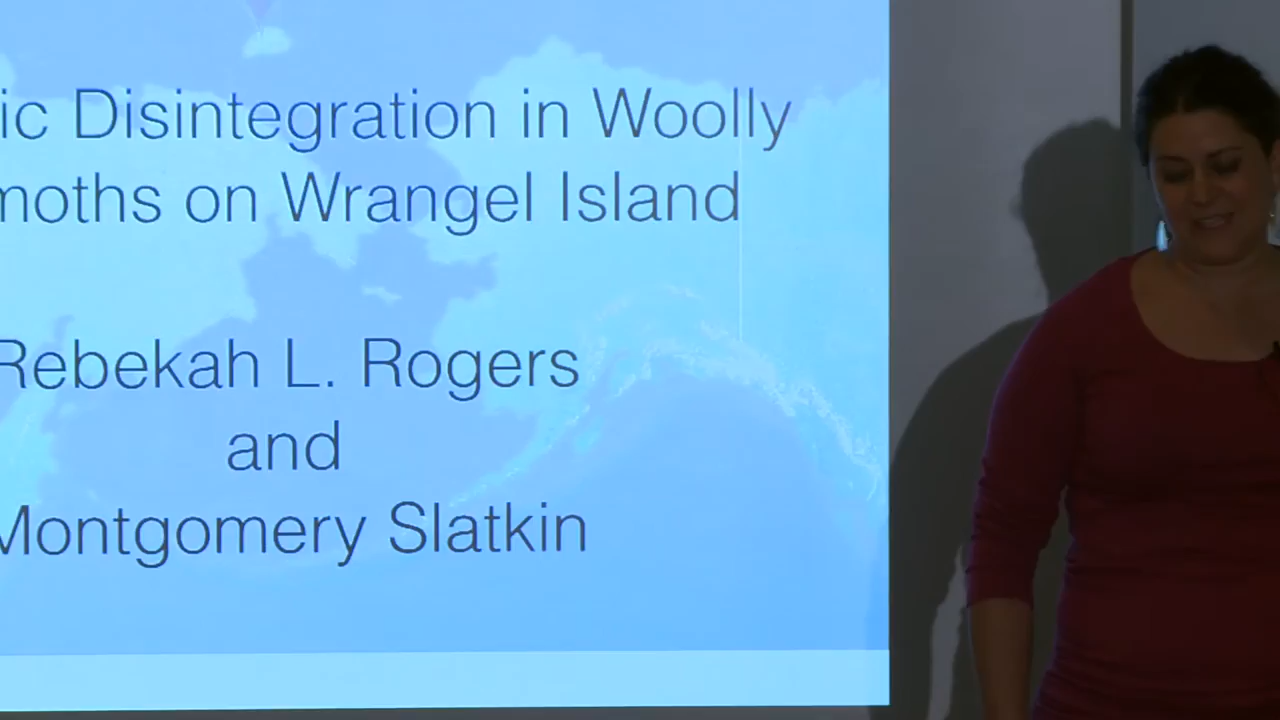 ic Disintegration in Woolly
moths on Wrangel Island
Rebekah L. Rogers
and
Montgomery Slatkin